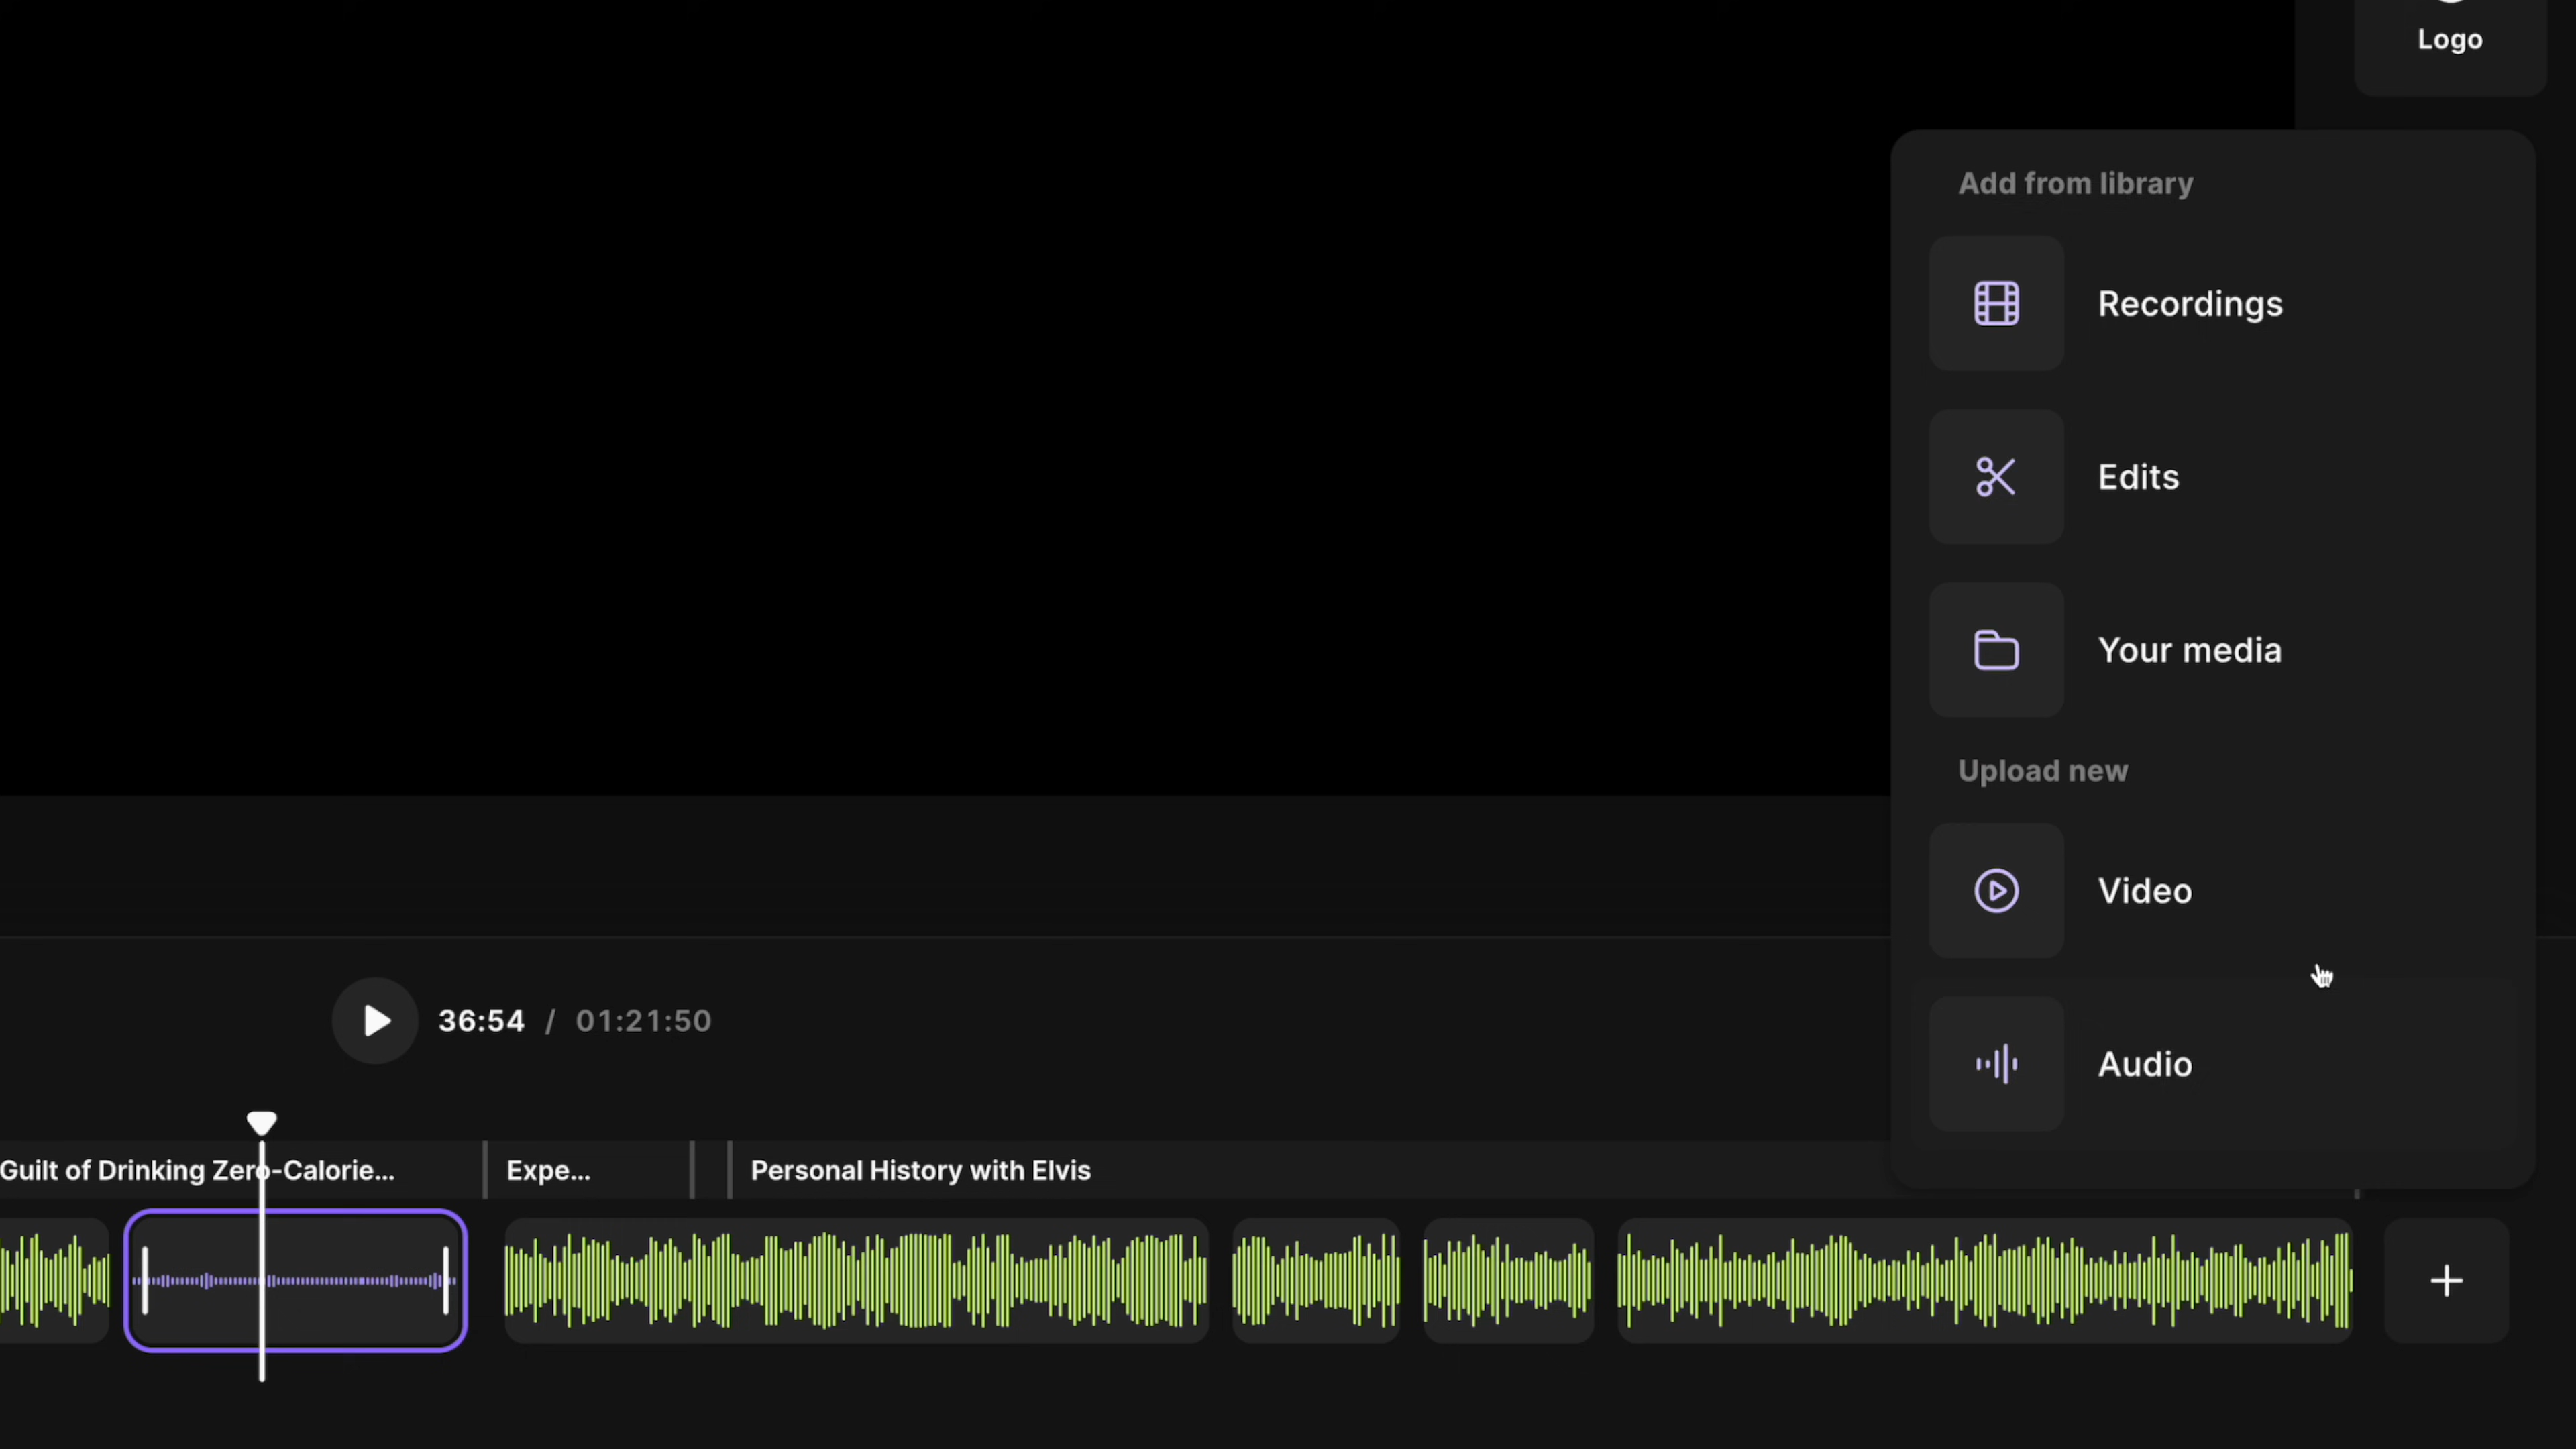 Logo
Add from library
Recordings
Edits
Your media
Upload new
Video
Audio
36:54 / 01:21:50
Guilt of Drinking Zero-Calorie...
Expe...
Personal History with Elvis